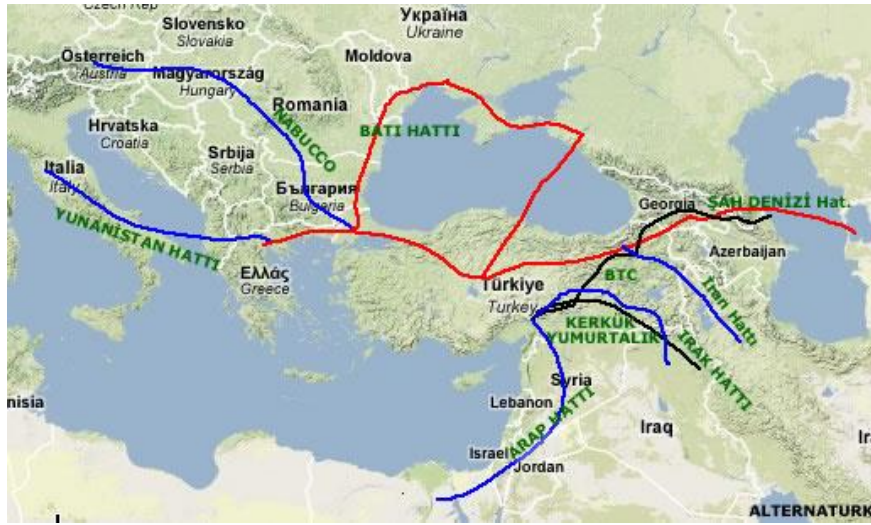 Czech Rep
Україна
Ukraine
Slovensko
Slovakia
Österreich
Austria
Moldova
Magyarország
Hungary
Romania
NABUCCO
BATI HATTI
Hrvatska
Croatia
Srbija
Serbia
Italia
Italy
България
Bulgaria
Georgia
ŞAH DENİZİ Hat.
YUNANİSTAN HATTI
Azerbaijan
Ελλάς
Greece
BTC
Türkiye
Turkey
İran Hattı
KERKÜK
YUMURTALIK
IRAK HATTI
Syria
Lebanon
ARAP HATTI
Iraq
Israel
Jordan
nisia
Ir
ALTERNATURK